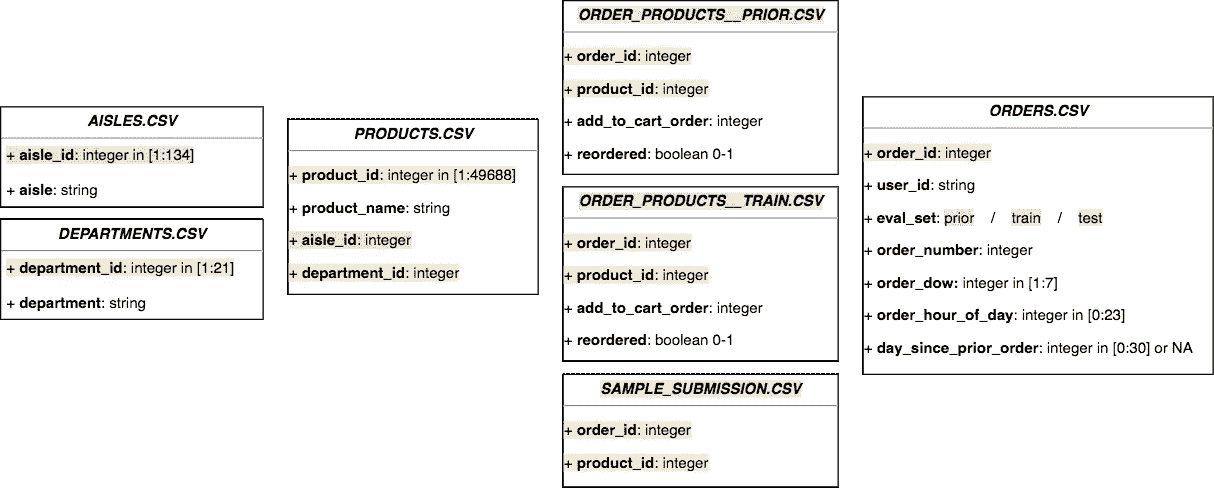 AISLES.CSV
+ aisle_id: integer in [1:134]
+ aisle: string
DEPARTMENTS.CSV
+ department_id: integer in [1:21]
+ department: string
PRODUCTS.CSV
+ product_id: integer in [1:49688]
+ product_name: string
+ aisle_id: integer
+ department_id: integer
ORDER_PRODUCTS__PRIOR.CSV
+ order_id: integer
+ product_id: integer
+ add_to_cart_order: integer
+ reordered: boolean 0-1
ORDER_PRODUCTS__TRAIN.CSV
+ order_id: integer
+ product_id: integer
+ add_to_cart_order: integer
+ reordered: boolean 0-1
SAMPLE_SUBMISSION.CSV
+ order_id: integer
+ product_id: integer
ORDERS.CSV
+ order_id: integer
+ user_id: string
+ eval_set: prior / train / test
+ order_number: integer
+ order_dow: integer in [1:7]
+ order_hour_of_day: integer in [0:23]
+ day_since_prior_order: integer in [0:30] or NA